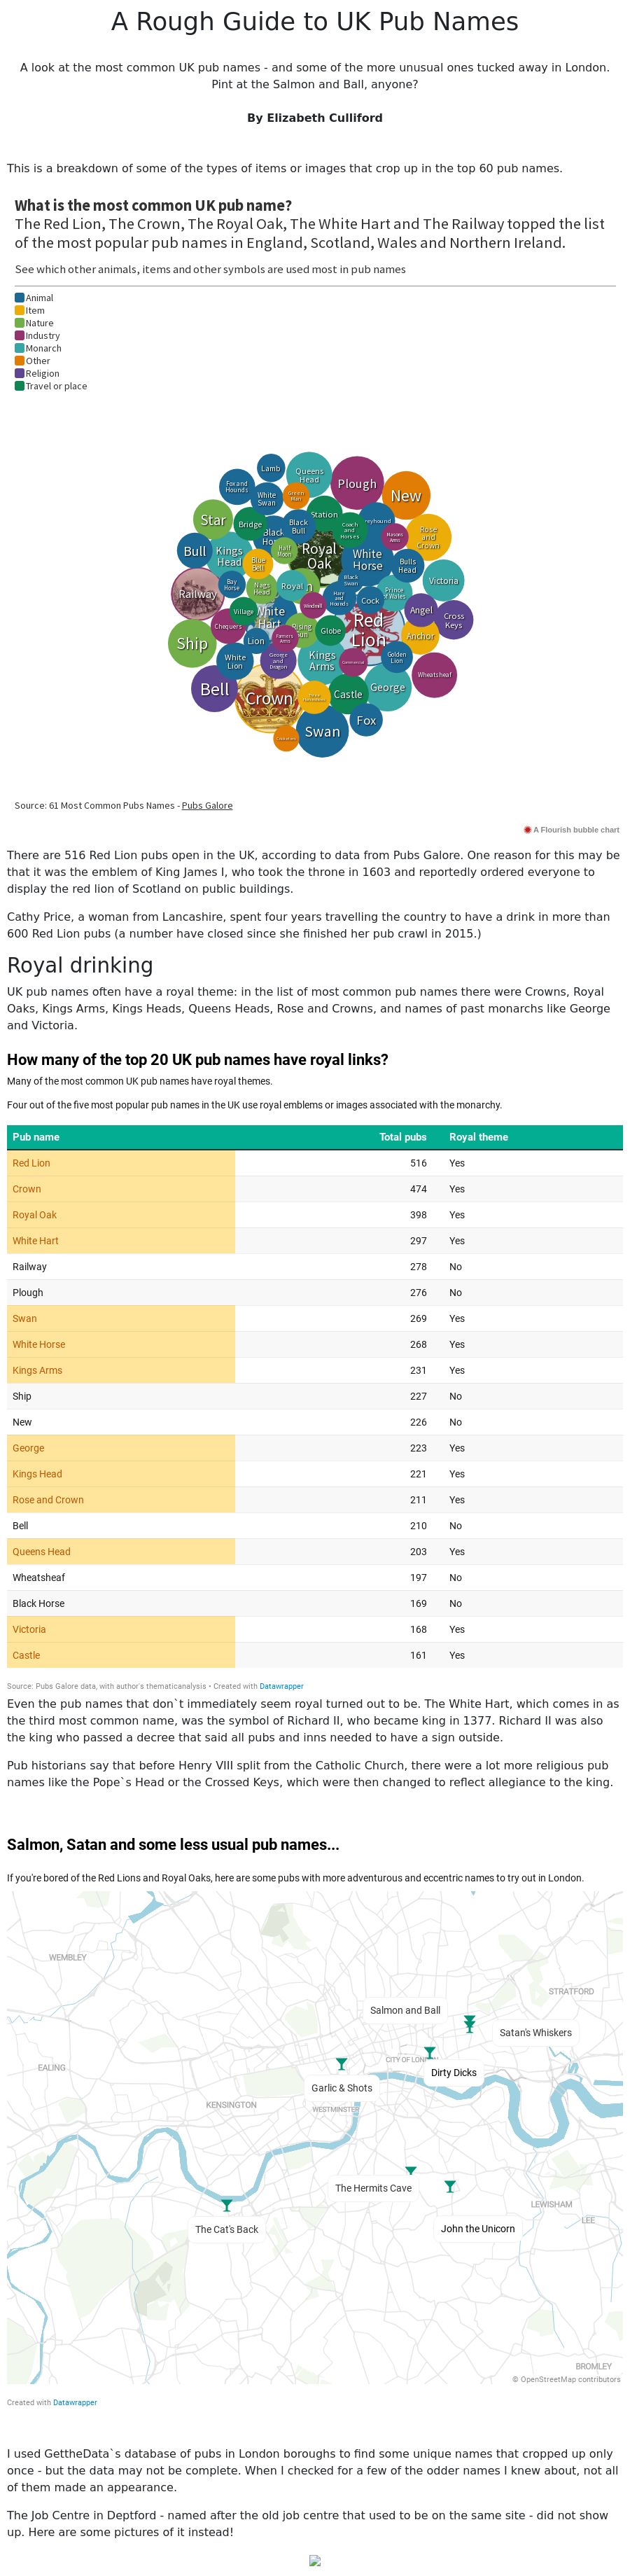 A Rough Guide to UK Pub Names
A look at the most common UK pub names - and some of the more unusual ones tucked away in London.
Pint at the Salmon and Ball, anyone?
By Elizabeth Culliford
This is a breakdown of some of the types of items or images that crop up in the top 60 pub names.
What is the most common UK pub name?
The Red Lion, The Crown, The Royal Oak, The White Hart and The Railway topped the list
of the most popular pub names in England, Scotland, Wales and Northern Ireland.
See which other animals, items and other symbols are used most in pub names
Animal
Item
Nature
Industry
Monarch
Other
Religion
Travel or place
Lamb
Queens
Head
Plough
Fox and
Hounds
White
Swan
Green
Man
New
Star
Bridge
Station
Black
Bull
Coach
and
Horses
Masons
Arms
Rose
and
Crown
Bull
Kings
Head
Blue
Bell
Half
Moon
Royal
Oak
White
Horse
Bulls
Head
Victoria
Railway
Bay
Horse
Nags
Head
Royal
Black
Swan
Hare
and
Hounds
Cock
Prince
of Wales
Angel
Cross
Keys
Village
Windmill
Chequers
White
Hart
Red
Lion
Anchor
Ship
Lion
Farmers
Arms
Rising
Sun
Globe
White
Lion
George
and
Dragon
Kings
Arms
Commercial
Golden
Lion
Wheatsheaf
Bell
Crown
Castle
George
Swan
Fox
Source: 61 Most Common Pubs Names - Pubs Galore
A Flourish bubble chart
There are 516 Red Lion pubs open in the UK, according to data from Pubs Galore. One reason for this may be
that it was the emblem of King James I, who took the throne in 1603 and reportedly ordered everyone to
display the red lion of Scotland on public buildings.
Cathy Price, a woman from Lancashire, spent four years travelling the country to have a drink in more than
600 Red Lion pubs (a number have closed since she finished her pub crawl in 2015.)
Royal drinking
UK pub names often have a royal theme: in the list of most common pub names there were Crowns, Royal
Oaks, Kings Arms, Kings Heads, Queens Heads, Rose and Crowns, and names of past monarchs like George
and Victoria.
How many of the top 20 UK pub names have royal links?
Many of the most common UK pub names have royal themes.
Four out of the five most popular pub names in the UK use royal emblems or images associated with the monarchy.
Pub name Total pubs Royal theme
Red Lion 516 Yes
Crown 474 Yes
Royal Oak 398 Yes
White Hart 297 Yes
Railway 278 No
Plough 276 No
Swan 269 Yes
White Horse 268 Yes
Kings Arms 231 Yes
Ship 227 No
New 226 No
George 223 Yes
Kings Head 221 Yes
Rose and Crown 211 Yes
Bell 210 No
Queens Head 203 Yes
Wheatsheaf 197 No
Black Horse 169 No
Victoria 168 Yes
Castle 161 Yes
Source: Pubs Galore data, with author's thematicanalysis • Created with Datawrapper
Even the pub names that don`t immediately seem royal turned out to be. The White Hart, which comes in as
the third most common name, was the symbol of Richard II, who became king in 1377. Richard II was also
the king who passed a decree that said all pubs and inns needed to have a sign outside.
Pub historians say that before Henry VIII split from the Catholic Church, there were a lot more religious pub
names like the Pope`s Head or the Crossed Keys, which were then changed to reflect allegiance to the king.
Salmon, Satan and some less usual pub names...
If you're bored of the Red Lions and Royal Oaks, here are some pubs with more adventurous and eccentric names to try out in London.
WEMBLEY
STRATFORD
Salmon and Ball
Satan's Whiskers
CITY OF LONDON
EALING
Dirty Dicks
Garlic & Shots
KENSINGTON
WESTMINSTER
The Hermits Cave
LEWISHAM
LEE
The Cat's Back
John the Unicorn
BROMLEY
© OpenStreetMap contributors
Created with Datawrapper
I used GettheData`s database of pubs in London boroughs to find some unique names that cropped up only
once - but the data may not be complete. When I checked for a few of the odder names I knew about, not all
of them made an appearance.
The Job Centre in Deptford - named after the old job centre that used to be on the same site - did not show
up. Here are some pictures of it instead!